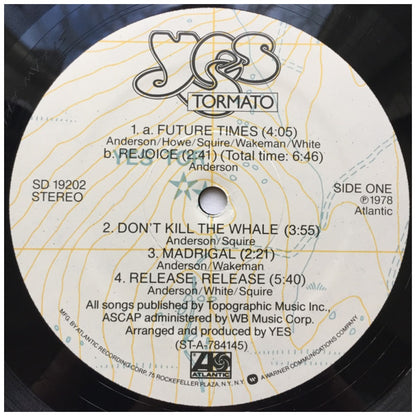 YES
TORMATO
1. a. FUTURE TIMES (4:05)
Anderson/Howe/Squire/Wakeman/White
b. REJOICE (2:41) (Total time: 6:46)
Anderson
YES TOR
SD 19202
STEREO
SIDE ONE
℗ 1978
Atlantic
2. DON'T KILL THE WHALE (3:55)
Anderson/Squire
3. MADRIGAL (2:21)
Anderson/Wakeman
4. RELEASE, RELEASE (5:40)
Anderson/White/Squire
All songs published by Topographic Music Inc.,
ASCAP administered by WB Music Corp.
Arranged and produced by YES
(ST-A-784145)
ATLANTIC
MFG. BY ATLANTIC RECORDING CORP., 75 ROCKEFELLER PLAZA, N.Y., N.Y. A WARNER COMMUNICATIONS COMPANY